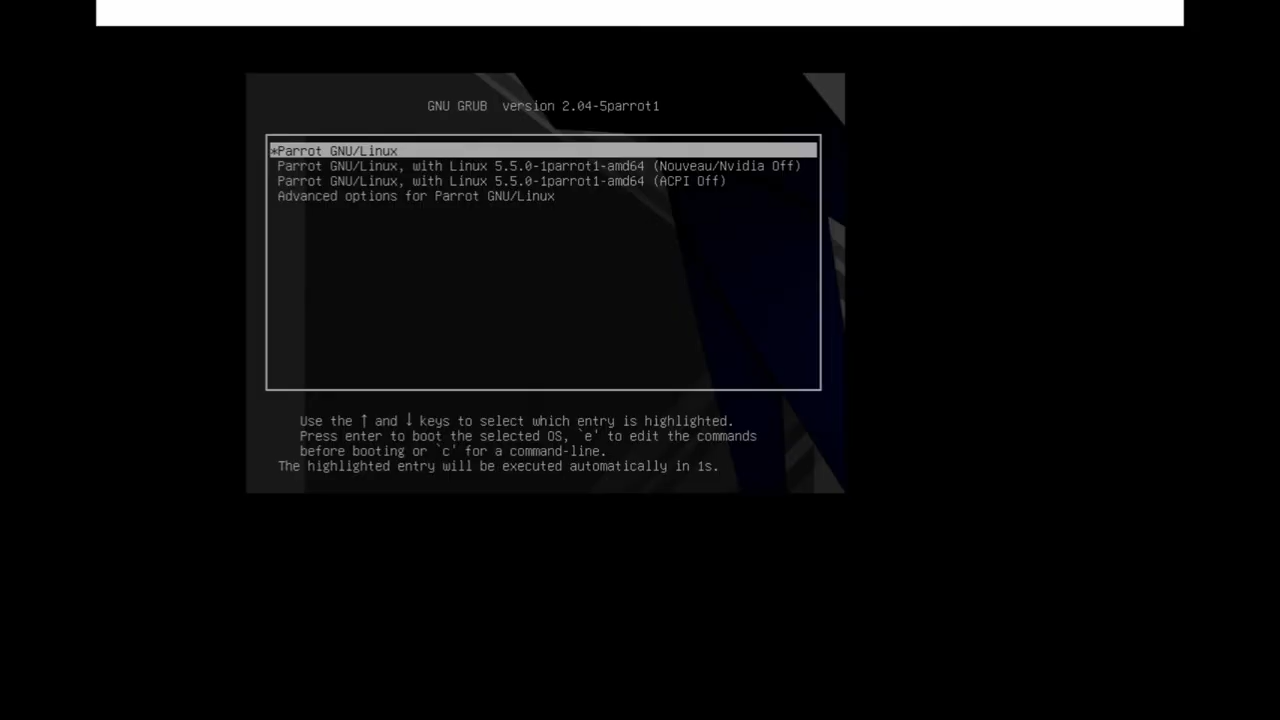 GNU GRUB  version 2.04-5parrot1
*Parrot GNU/Linux
Parrot GNU/Linux, with Linux 5.5.0-1parrot1-amd64 (Nouveau/Nvidia Off)
Parrot GNU/Linux, with Linux 5.5.0-1parrot1-amd64 (ACPI Off)
Advanced options for Parrot GNU/Linux
Use the ↑ and ↓ keys to select which entry is highlighted.
Press enter to boot the selected OS, `e' to edit the commands
before booting or `c' for a command-line.
The highlighted entry will be executed automatically in 1s.